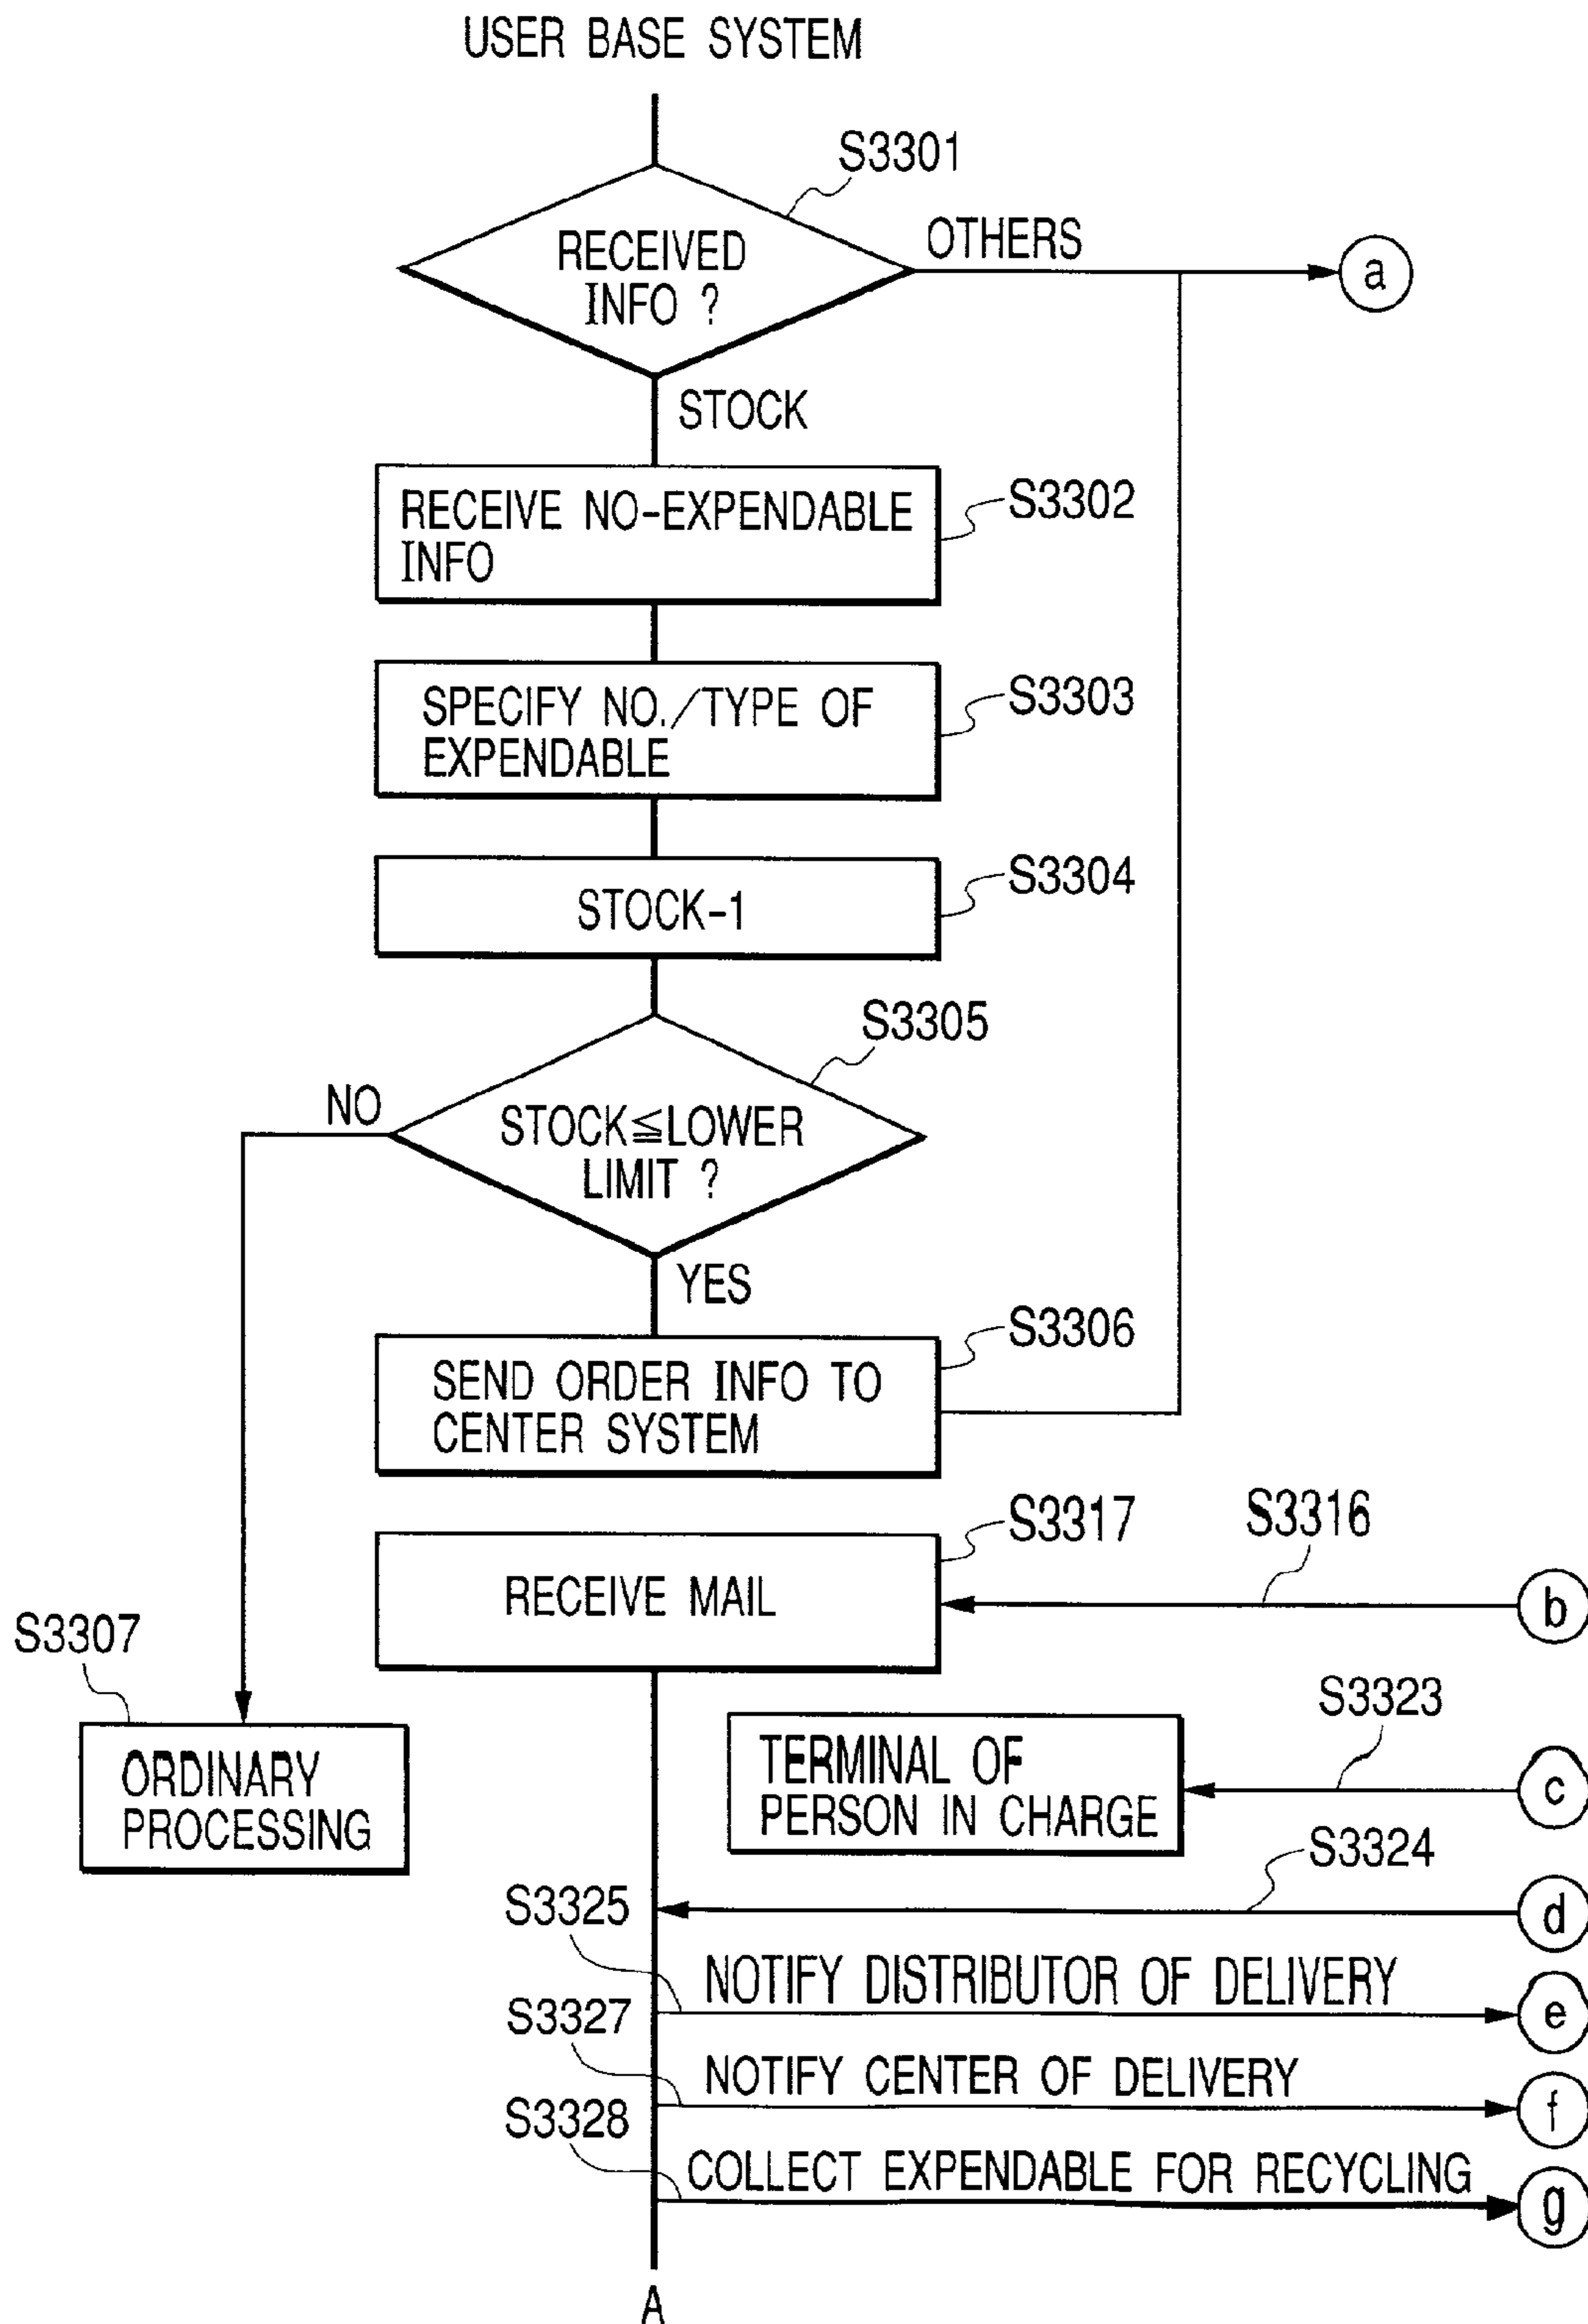 USER BASE SYSTEM
S3301
RECEIVED
INFO ?
OTHERS
a
STOCK
RECEIVE NO-EXPENDABLE
INFO
S3302
SPECIFY NO./TYPE OF
EXPENDABLE
S3303
STOCK-1
S3304
S3305
NO
STOCK≦LOWER
LIMIT ?
YES
SEND ORDER INFO TO
CENTER SYSTEM
S3306
S3317
S3316
RECEIVE MAIL
b
S3307
ORDINARY
PROCESSING
S3323
TERMINAL OF
PERSON IN CHARGE
c
S3324
d
S3325
NOTIFY DISTRIBUTOR OF DELIVERY
e
S3327
NOTIFY CENTER OF DELIVERY
f
S3328
COLLECT EXPENDABLE FOR RECYCLING
g
A